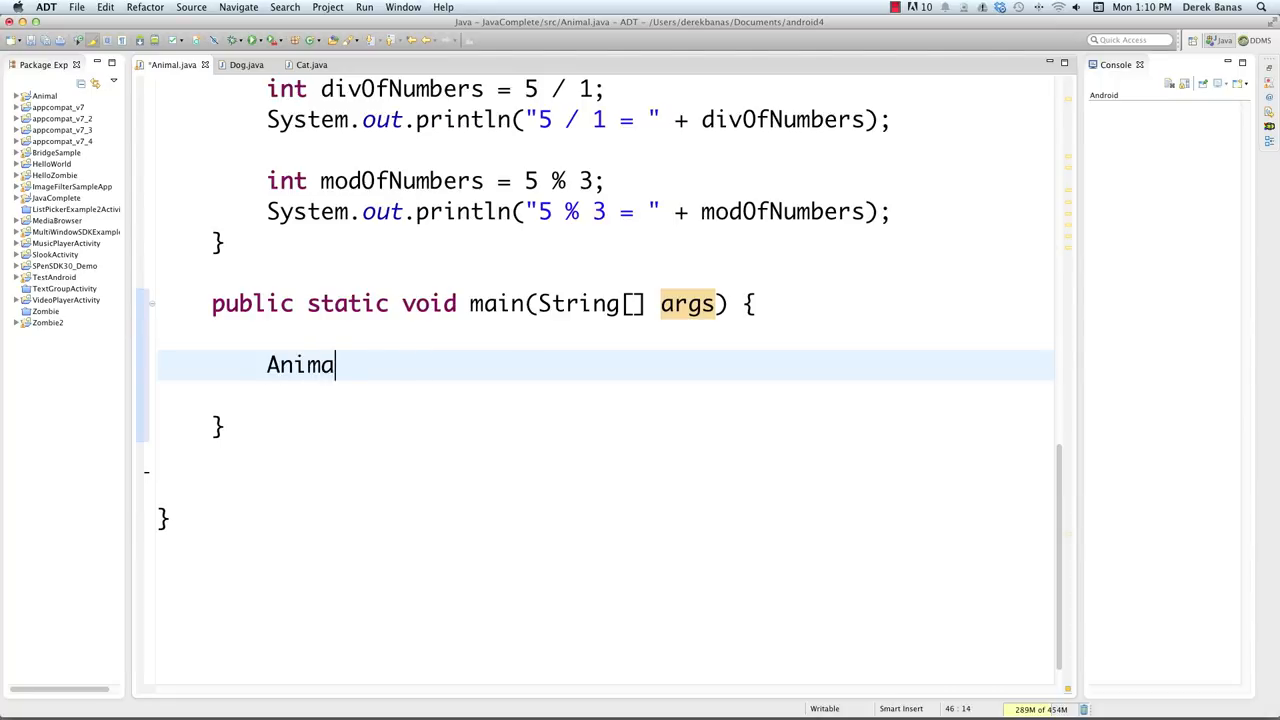 ADT File Edit Refactor Source Navigate Search Project Run Window Help 10 Mon 1:10 PM Derek Banas
Java - JavaComplete/src/Animal.java - ADT - /Users/derekbanas/Documents/android4
Quick Access Java DDMS
Package Exp *Animal.java Dog.java Cat.java Console
Android
Animal
appcompat_v7
appcompat_v7_2
appcompat_v7_3
appcompat_v7_4
BridgeSample
HelloWorld
HelloZombie
ImageFilterSampleApp
JavaComplete
ListPickerExample2Activi
MediaBrowser
MultiWindowSDKExample
MusicPlayerActivity
SlookActivity
SPenSDK30_Demo
TestAndroid
TextGroupActivity
VideoPlayerActivity
Zombie
Zombie2
int divOfNumbers = 5 / 1;
System.out.println("5 / 1 = " + divOfNumbers);
int modOfNumbers = 5 % 3;
System.out.println("5 % 3 = " + modOfNumbers);
}
public static void main(String[] args) {
Anima
}
}
Writable Smart Insert 46 : 14 289M of 454M